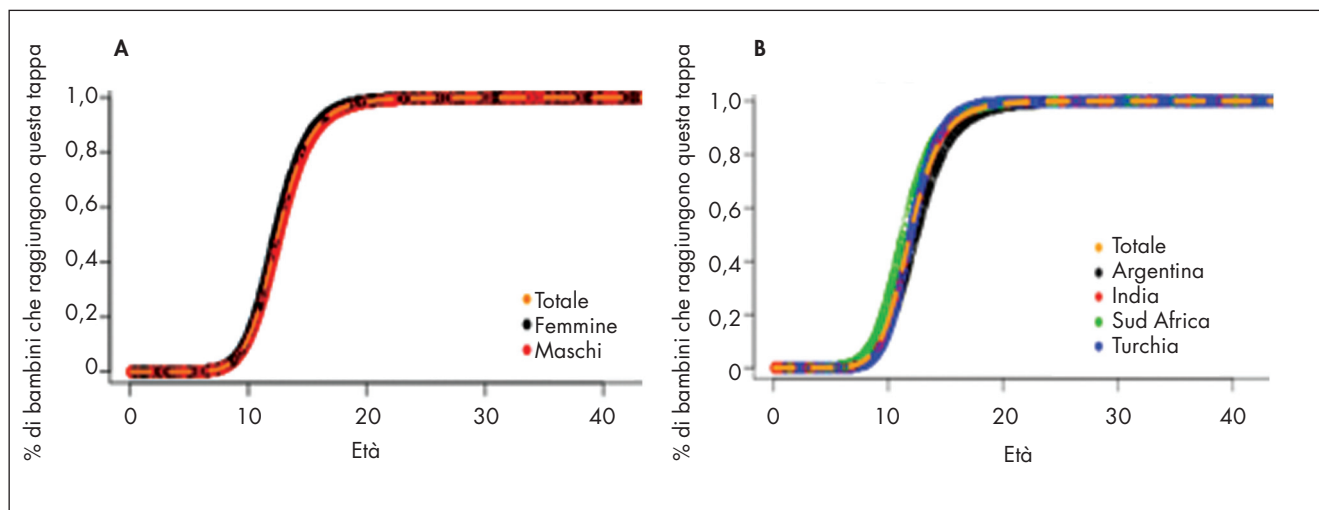 A
% di bambini che raggiungono questa tappa
1,0
0,8
0,6
0,4
0,2
0
0 10 20 30 40
Età
Totale
Femmine
Maschi
B
% di bambini che raggiungono questa tappa
1,0
0,8
0,6
0,4
0,2
0
0 10 20 30 40
Età
Totale
Argentina
India
Sud Africa
Turchia